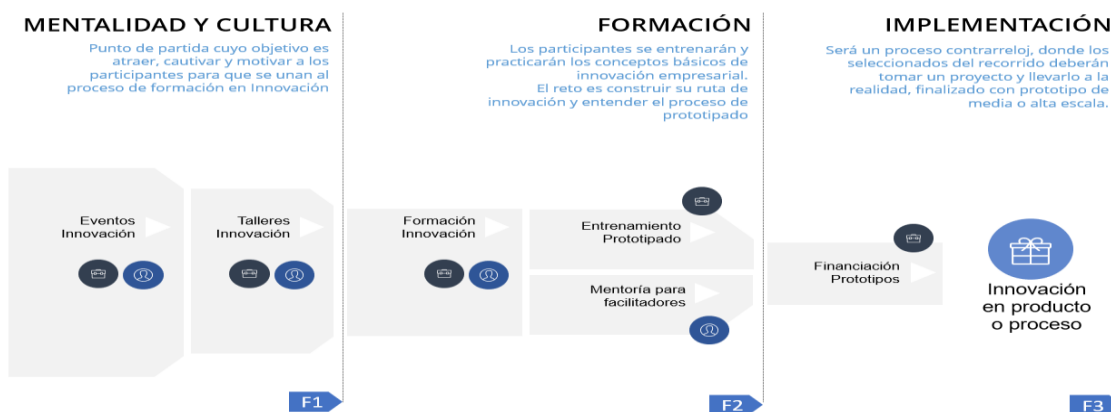 MENTALIDAD Y CULTURA
Punto de partida cuyo objetivo es
atraer, cautivar y motivar a los
participantes para que se unan al
proceso de formación en Innovación
Eventos
Innovación
Talleres
Innovación
F1
FORMACIÓN
Los participantes se entrenarán y
practicarán los conceptos básicos de
innovación empresarial.
El reto es construir su ruta de
innovación y entender el proceso de
prototipado
Formación
Innovación
Entrenamiento
Prototipado
Mentoría para
facilitadores
F2
IMPLEMENTACIÓN
Será un proceso contrarreloj, donde los
seleccionados del recorrido deberán
tomar un proyecto y llevarlo a la
realidad, finalizado con prototipo de
media o alta escala.
Financiación
Prototipos
Innovación
en producto
o proceso
F3